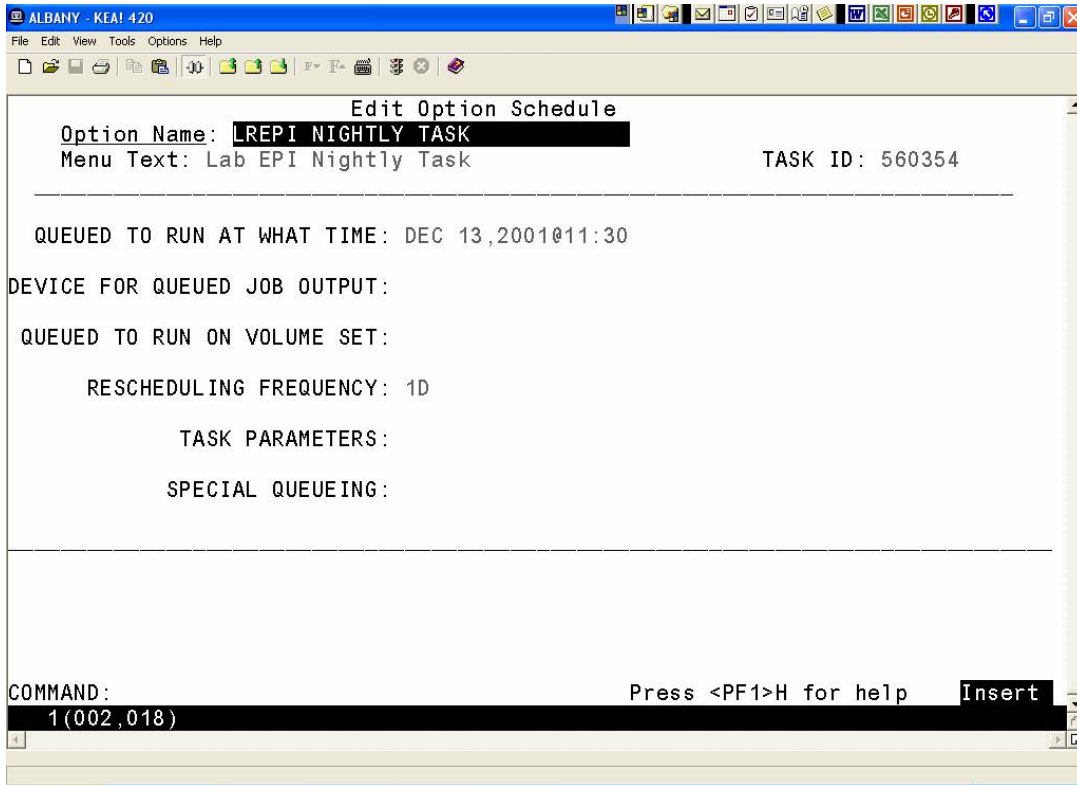 ALBANY - KEA! 420
File Edit View Tools Options Help
Edit Option Schedule
Option Name: LREPI NIGHTLY TASK
Menu Text: Lab EPI Nightly Task TASK ID: 560354
QUEUED TO RUN AT WHAT TIME: DEC 13,2001@11:30
DEVICE FOR QUEUED JOB OUTPUT:
QUEUED TO RUN ON VOLUME SET:
RESCHEDULING FREQUENCY: 1D
TASK PARAMETERS:
SPECIAL QUEUEING:
COMMAND: Press <PF1>H for help Insert
1(002,018)